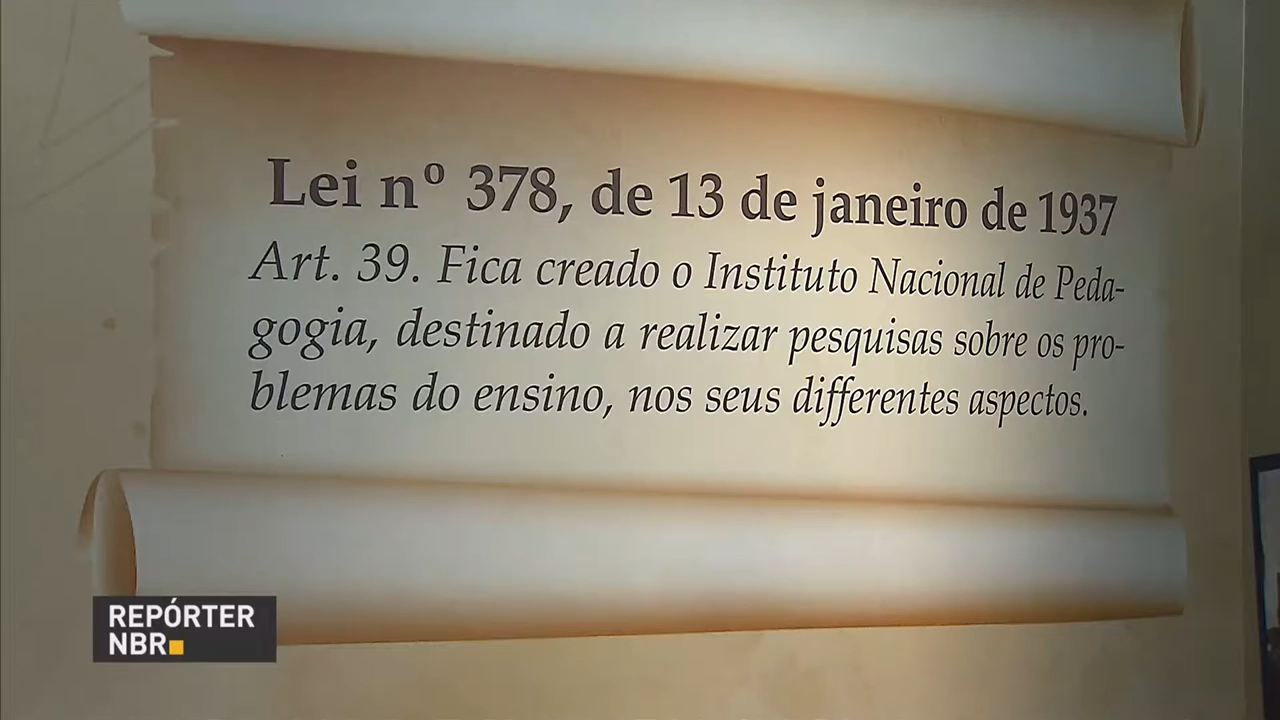 Lei nº 378, de 13 de janeiro de 1937
Art. 39. Fica creado o Instituto Nacional de Peda-
gogia, destinado a realizar pesquisas sobre os pro-
blemas do ensino, nos seus differentes aspectos.
REPÓRTER
NBR